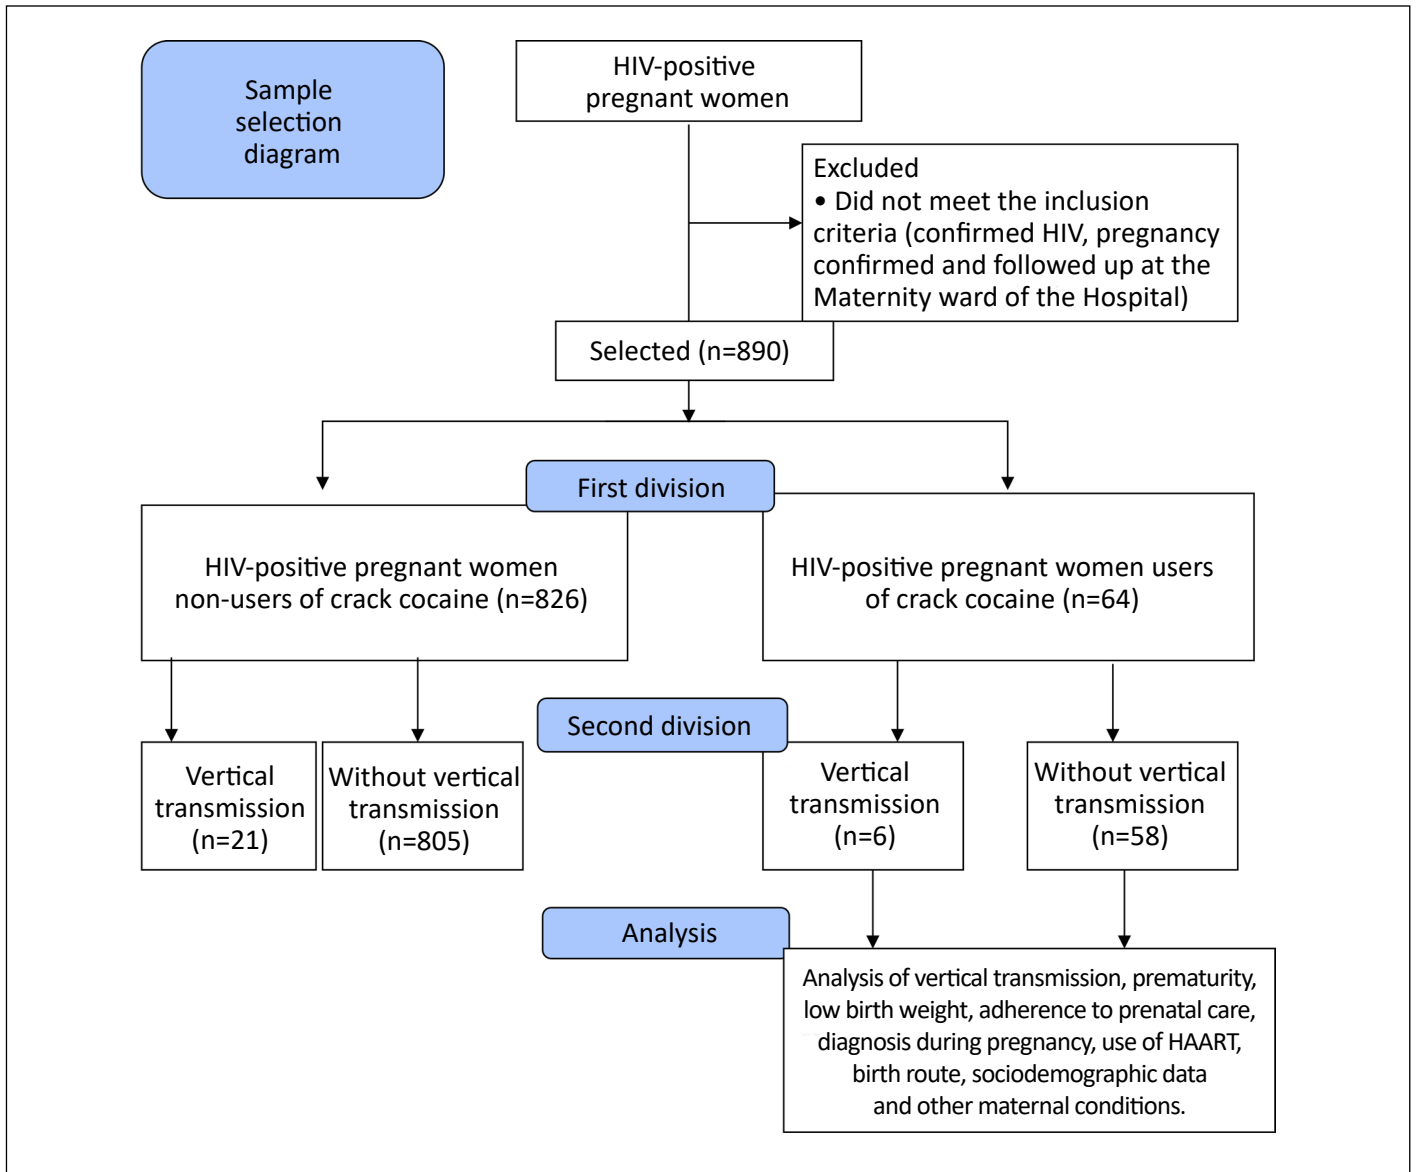 Sample
selection
diagram
HIV-positive
pregnant women
Excluded
• Did not meet the inclusion
criteria (confirmed HIV, pregnancy
confirmed and followed up at the
Maternity ward of the Hospital)
Selected (n=890)
First division
HIV-positive pregnant women
non-users of crack cocaine (n=826)
HIV-positive pregnant women users
of crack cocaine (n=64)
Second division
Vertical
transmission
(n=21)
Without vertical
transmission
(n=805)
Vertical
transmission
(n=6)
Without vertical
transmission
(n=58)
Analysis
Analysis of vertical transmission, prematurity,
low birth weight, adherence to prenatal care,
diagnosis during pregnancy, use of HAART,
birth route, sociodemographic data
and other maternal conditions.